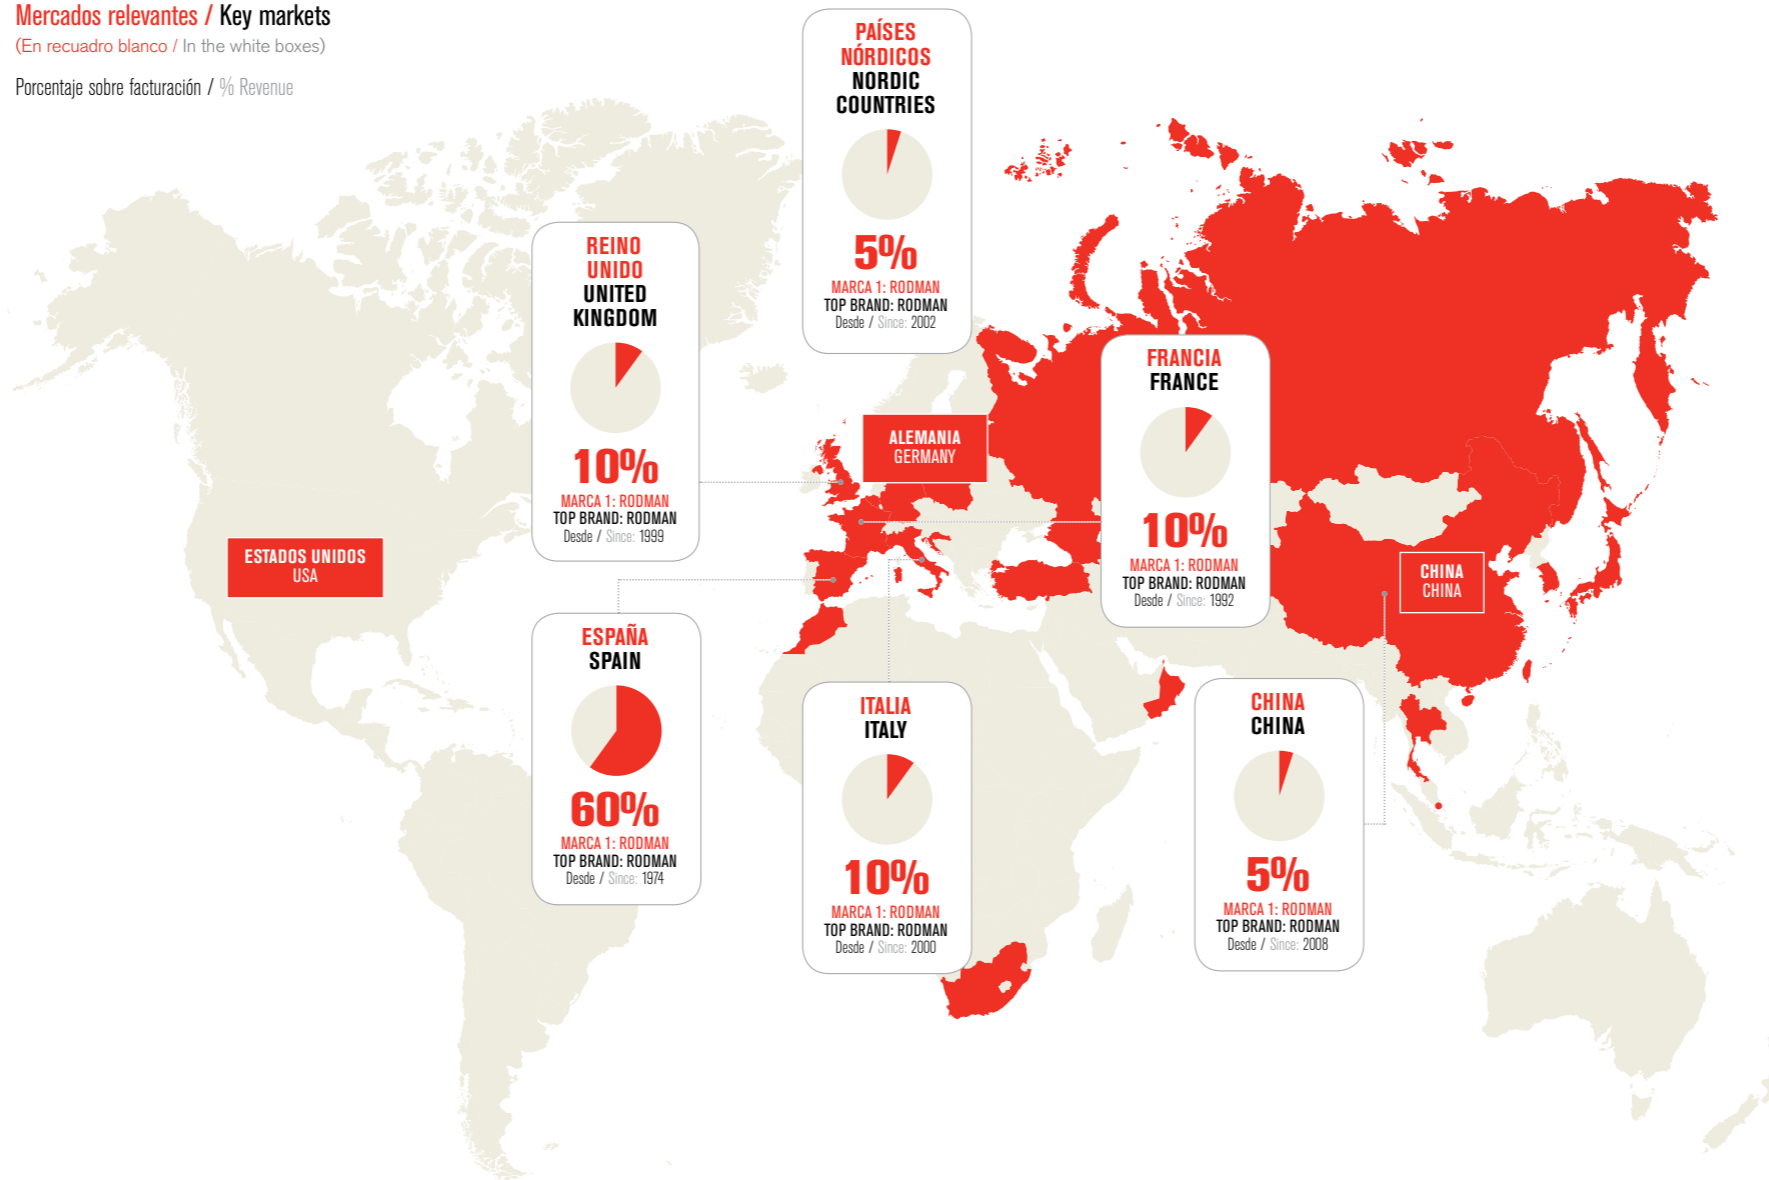 Mercados relevantes / Key markets
(En recuadro blanco / In the white boxes)
Porcentaje sobre facturación / % Revenue
PAÍSES
NÓRDICOS
NORDIC
COUNTRIES
5%
MARCA 1: RODMAN
TOP BRAND: RODMAN
Desde / Since: 2002
REINO
UNIDO
UNITED
KINGDOM
10%
MARCA 1: RODMAN
TOP BRAND: RODMAN
Desde / Since: 1999
FRANCIA
FRANCE
10%
MARCA 1: RODMAN
TOP BRAND: RODMAN
Desde / Since: 1992
ALEMANIA
GERMANY
ESTADOS UNIDOS
USA
CHINA
CHINA
ESPAÑA
SPAIN
60%
MARCA 1: RODMAN
TOP BRAND: RODMAN
Desde / Since: 1974
ITALIA
ITALY
10%
MARCA 1: RODMAN
TOP BRAND: RODMAN
Desde / Since: 2000
CHINA
CHINA
5%
MARCA 1: RODMAN
TOP BRAND: RODMAN
Desde / Since: 2008